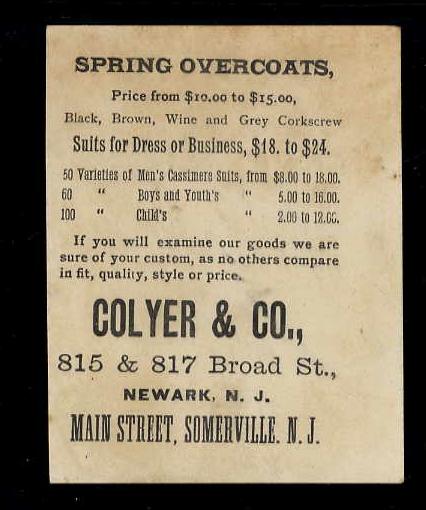 SPRING OVERCOATS,
Price from $10.00 to $15.00,
Black, Brown, Wine and Grey Corkscrew
Suits for Dress or Business, $18. to $24.
50 Varieties of Men's Cassimere Suits, from $8.00 to 18.00.
60 " Boys and Youth's " 5.00 to 16.00.
100 " Child's " 2.00 to 12.00.
If you will examine our goods we are
sure of your custom, as no others compare
in fit, quality, style or price.
COLYER & CO.,
815 & 817 Broad St.,
NEWARK, N. J.
MAIN STREET, SOMERVILLE. N. J.